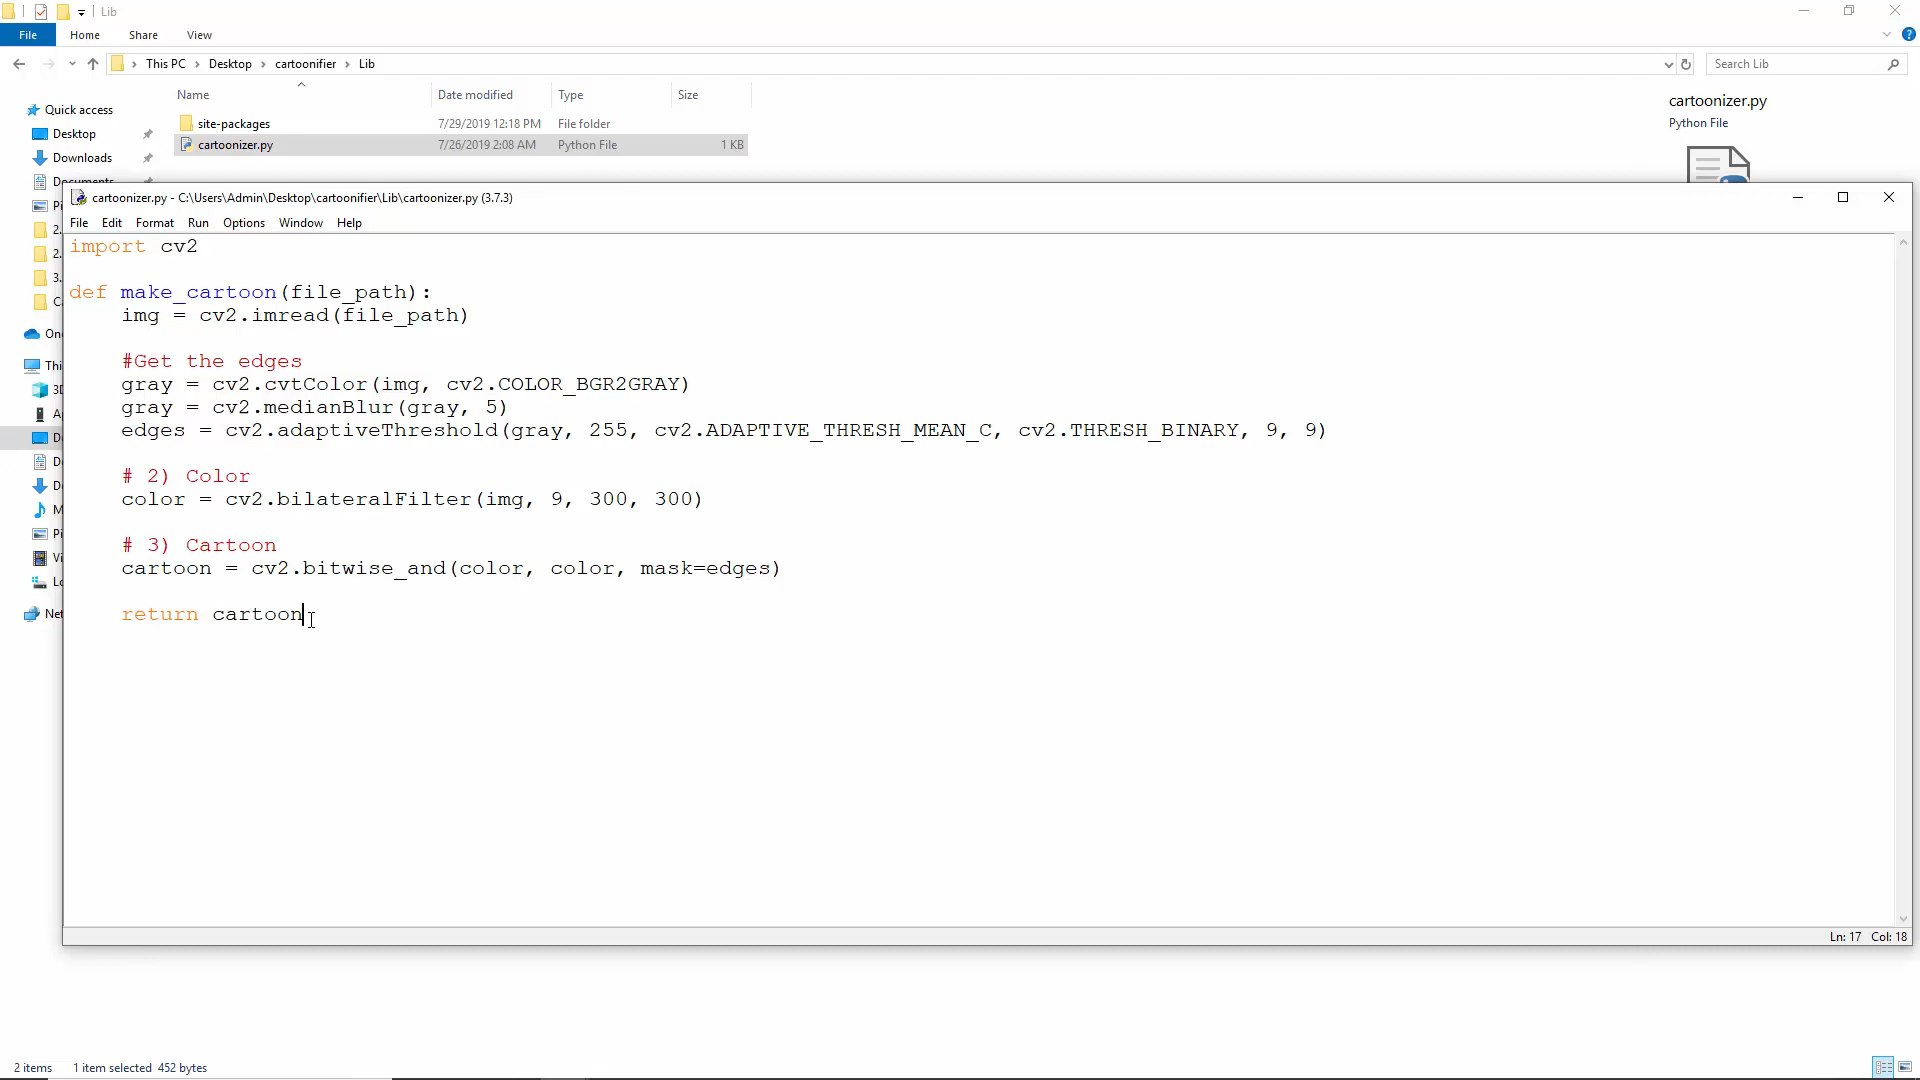 Lib
File Home Share View
This PC Desktop cartoonifier Lib Search Lib
Name Date modified Type Size
site-packages 7/29/2019 12:18 PM File folder
cartoonizer.py 7/26/2019 2:08 AM Python File 1 KB
cartoonizer.py
Python File
Quick access
Desktop
Downloads
Documents
cartoonizer.py - C:\Users\Admin\Desktop\cartoonifier\Lib\cartoonizer.py (3.7.3)
File Edit Format Run Options Window Help
import cv2
def make_cartoon(file_path):
    img = cv2.imread(file_path)
    #Get the edges
    gray = cv2.cvtColor(img, cv2.COLOR_BGR2GRAY)
    gray = cv2.medianBlur(gray, 5)
    edges = cv2.adaptiveThreshold(gray, 255, cv2.ADAPTIVE_THRESH_MEAN_C, cv2.THRESH_BINARY, 9, 9)
    # 2) Color
    color = cv2.bilateralFilter(img, 9, 300, 300)
    # 3) Cartoon
    cartoon = cv2.bitwise_and(color, color, mask=edges)
    return cartoon
Ln: 17 Col: 18
2 items 1 item selected 452 bytes